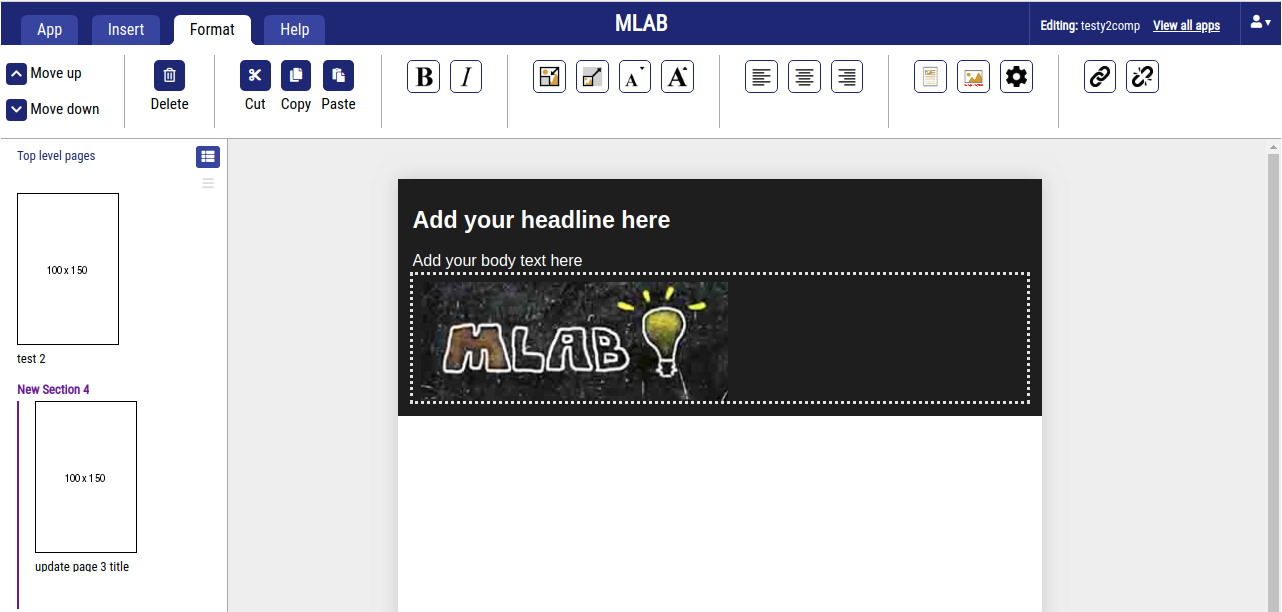 App Insert Format Help MLAB Editing: testy2comp View all apps
Move up
Move down
Delete
Cut Copy Paste
B I A A
Top level pages
100 x 150
test 2
New Section 4
100 x 150
update page 3 title
Add your headline here
Add your body text here
MLAB